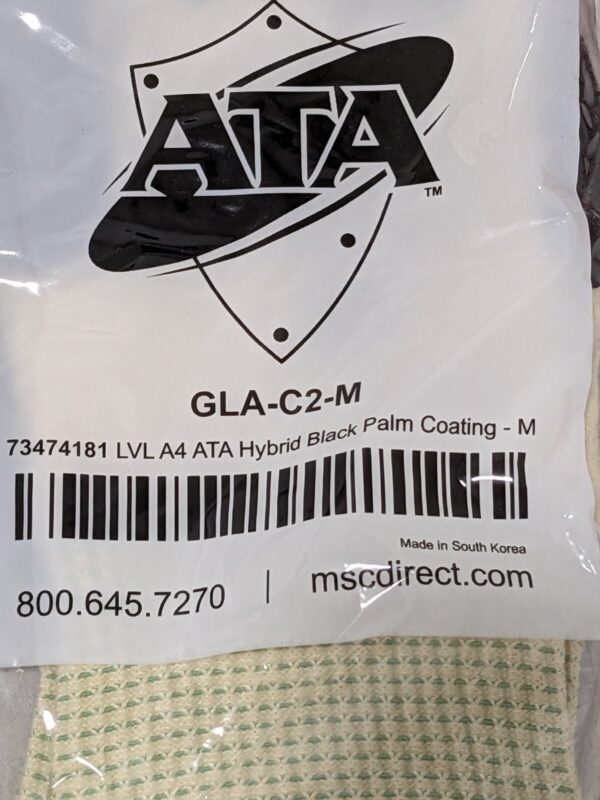 ATA
TM
GLA-C2-M
73474181 LVL A4 ATA Hybrid Black Palm Coating - M
Made in South Korea
800.645.7270 | mscdirect.com